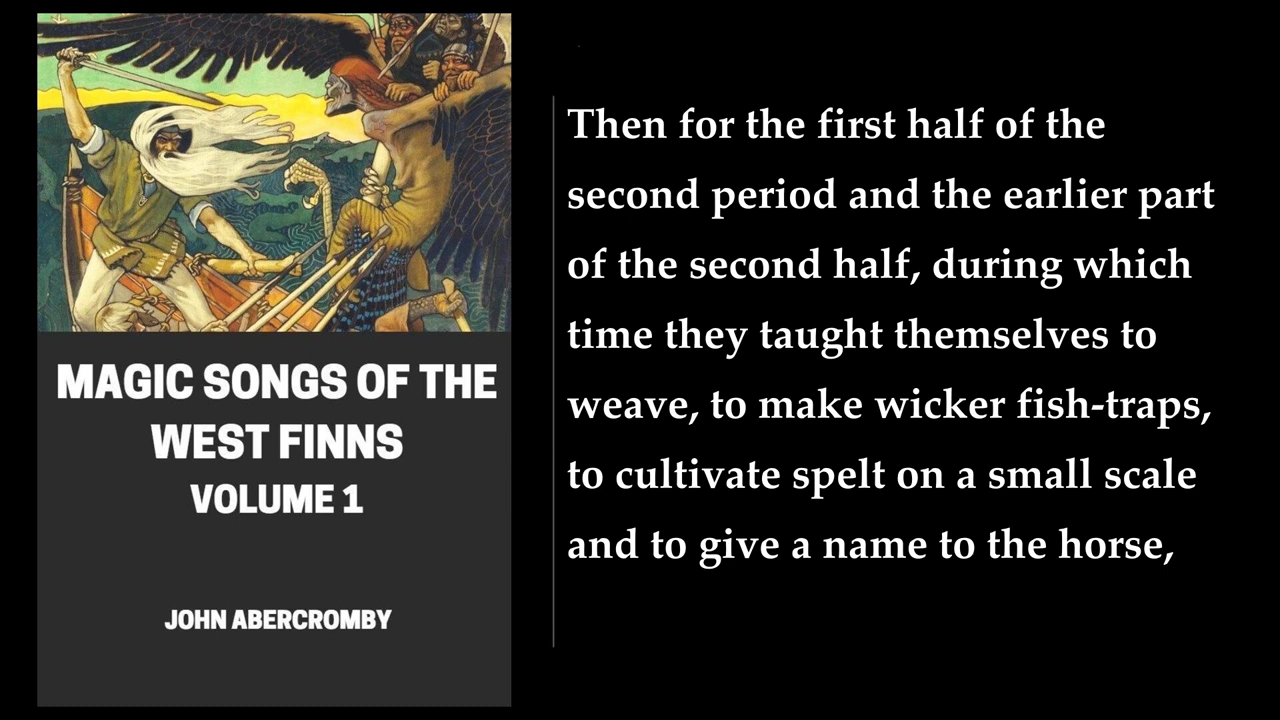 MAGIC SONGS OF THE
WEST FINNS
VOLUME 1
JOHN ABERCROMBY
Then for the first half of the
second period and the earlier part
of the second half, during which
time they taught themselves to
weave, to make wicker fish-traps,
to cultivate spelt on a small scale
and to give a name to the horse,